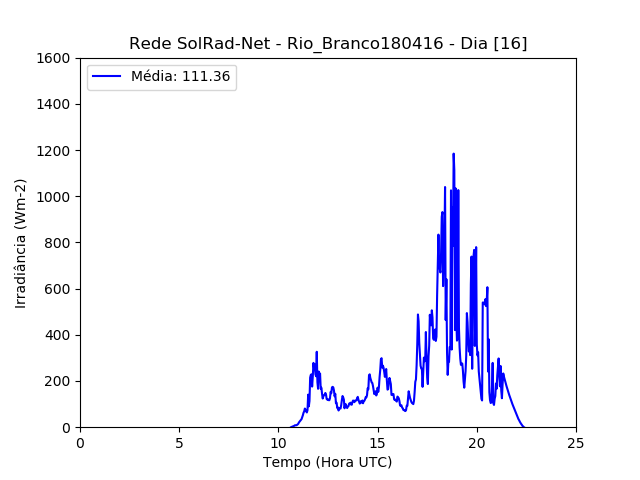 Rede SolRad-Net - Rio_Branco180416 - Dia [16]
Média: 111.36
1600
1400
1200
1000
800
600
400
200
0
Irradiância (Wm-2)
0 5 10 15 20 25
Tempo (Hora UTC)